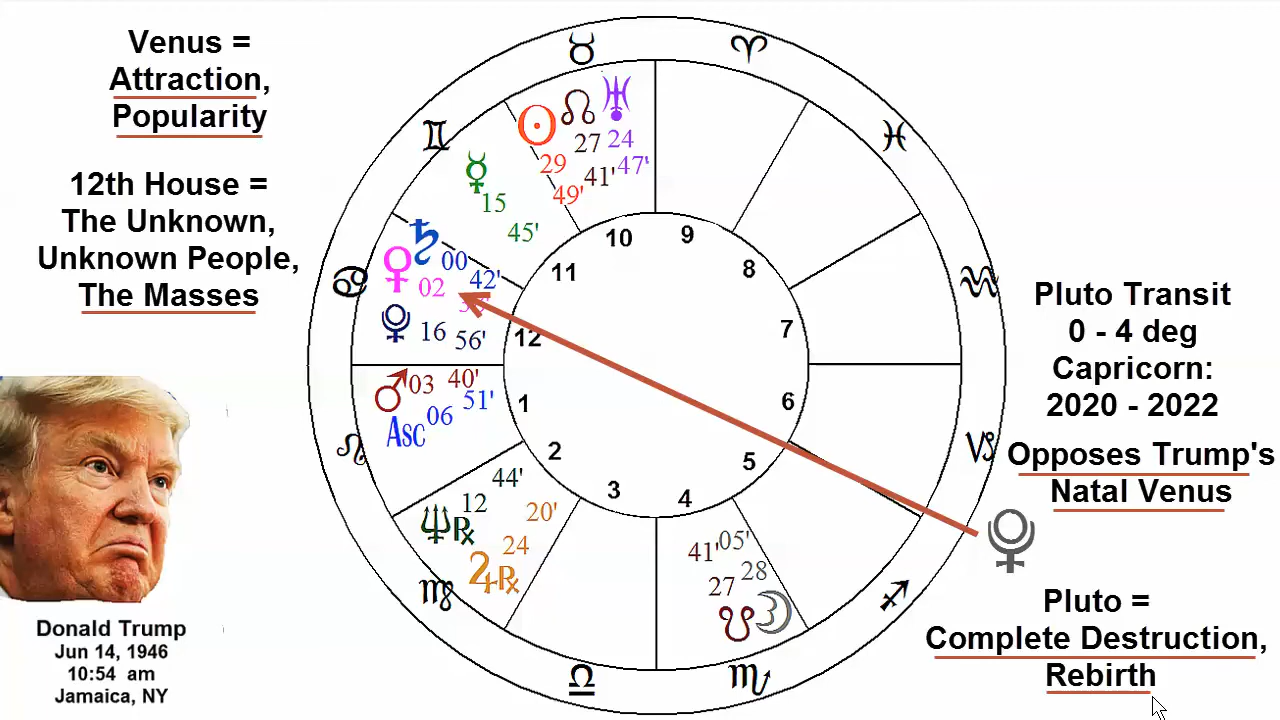 Venus =
Attraction,
Popularity
12th House =
The Unknown,
Unknown People,
The Masses
Donald Trump
Jun 14, 1946
10:54 am
Jamaica, NY
29 49'
27 41'
24 47'
15 45'
00 42'
02
16 56'
03 40'
Asc 06 51'
12 44'
24 20'
27 41'
28 05'
1
2
3
4
5
6
7
8
9
10
11
12
Pluto Transit
0 - 4 deg
Capricorn:
2020 - 2022
Opposes Trump's
Natal Venus
Pluto =
Complete Destruction,
Rebirth